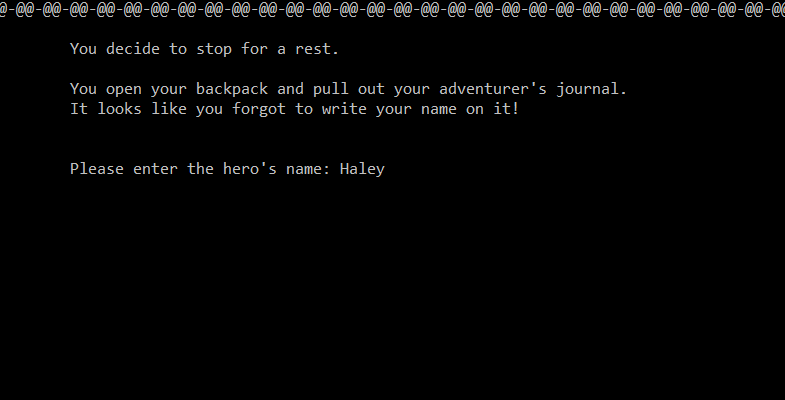 @-@@-@@-@@-@@-@@-@@-@@-@@-@@-@@-@@-@@-@@-@@-@@-@@-@@-@@-@@-@@-@@-@@-@@-@@-@@-@@-@@-@@-@
You decide to stop for a rest.
You open your backpack and pull out your adventurer's journal.
It looks like you forgot to write your name on it!
Please enter the hero's name: Haley